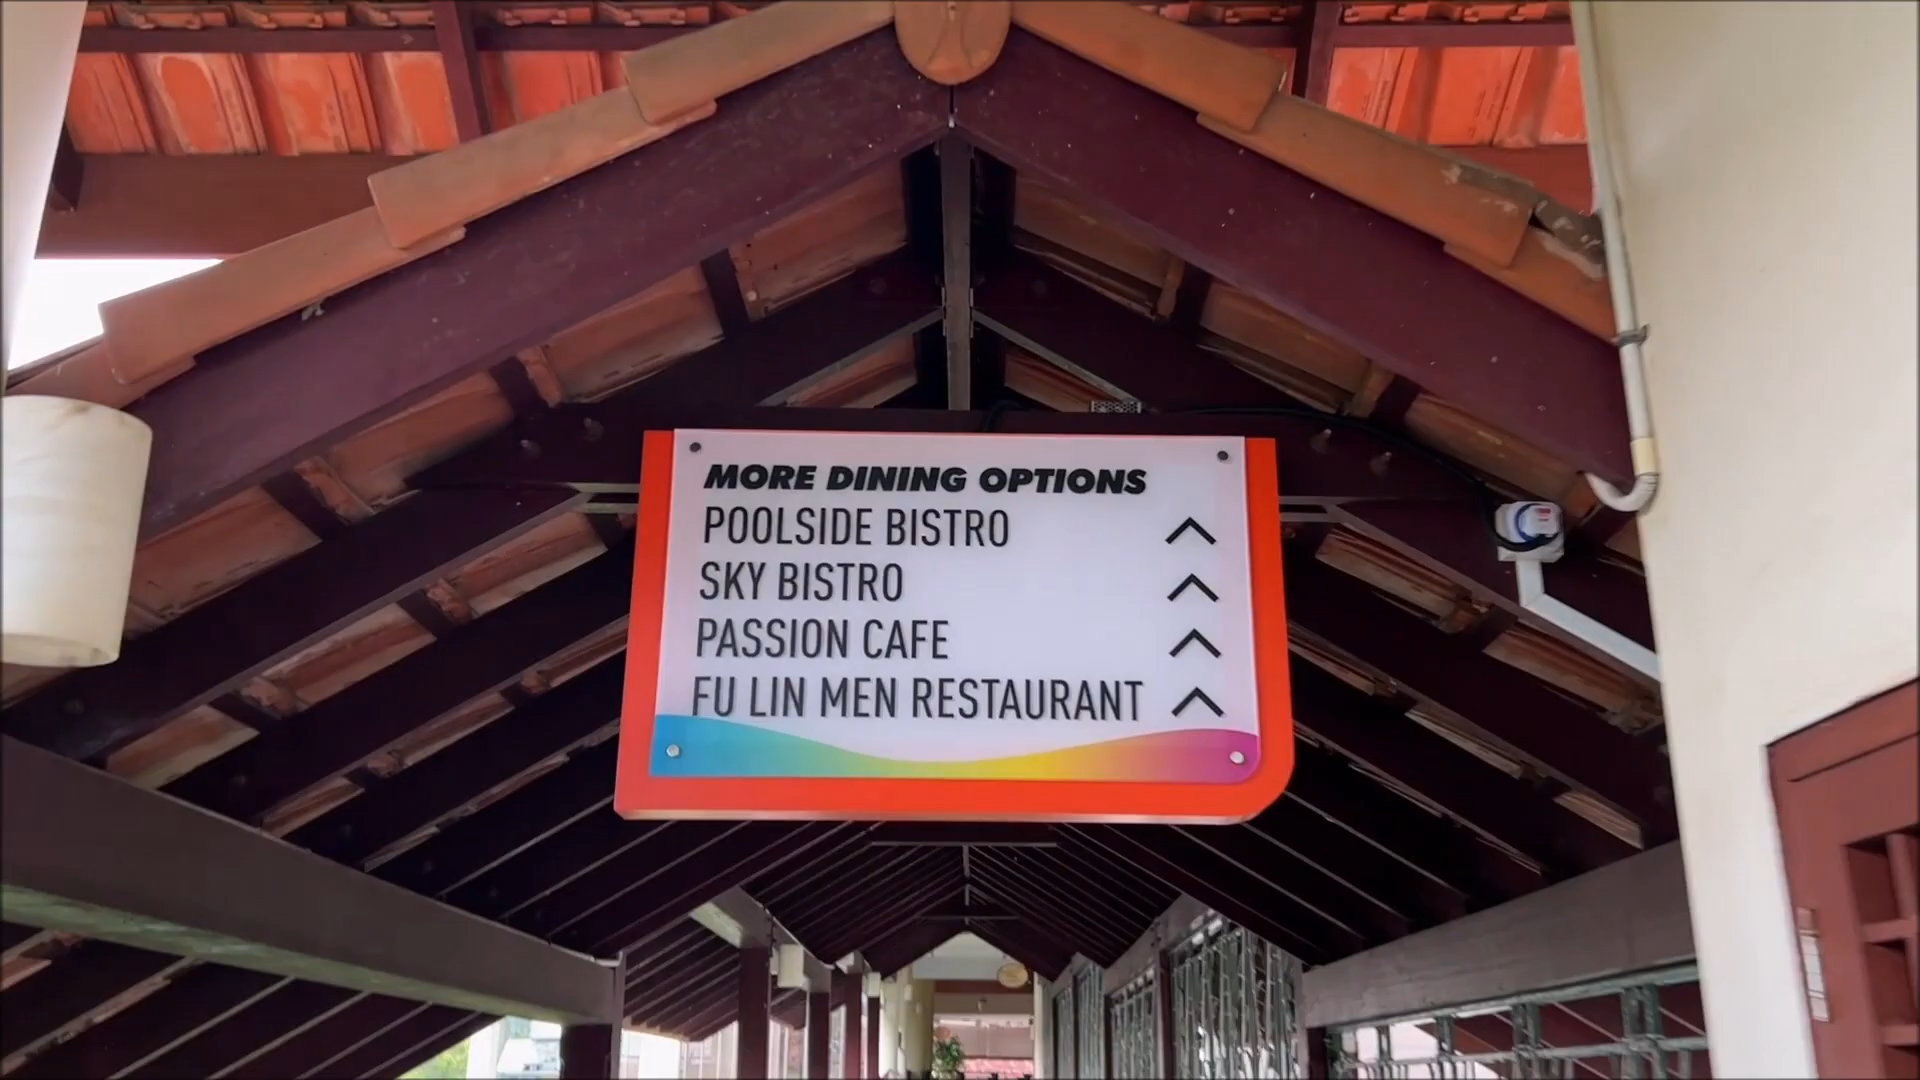 MORE DINING OPTIONS
POOLSIDE BISTRO
SKY BISTRO
PASSION CAFE
FU LIN MEN RESTAURANT